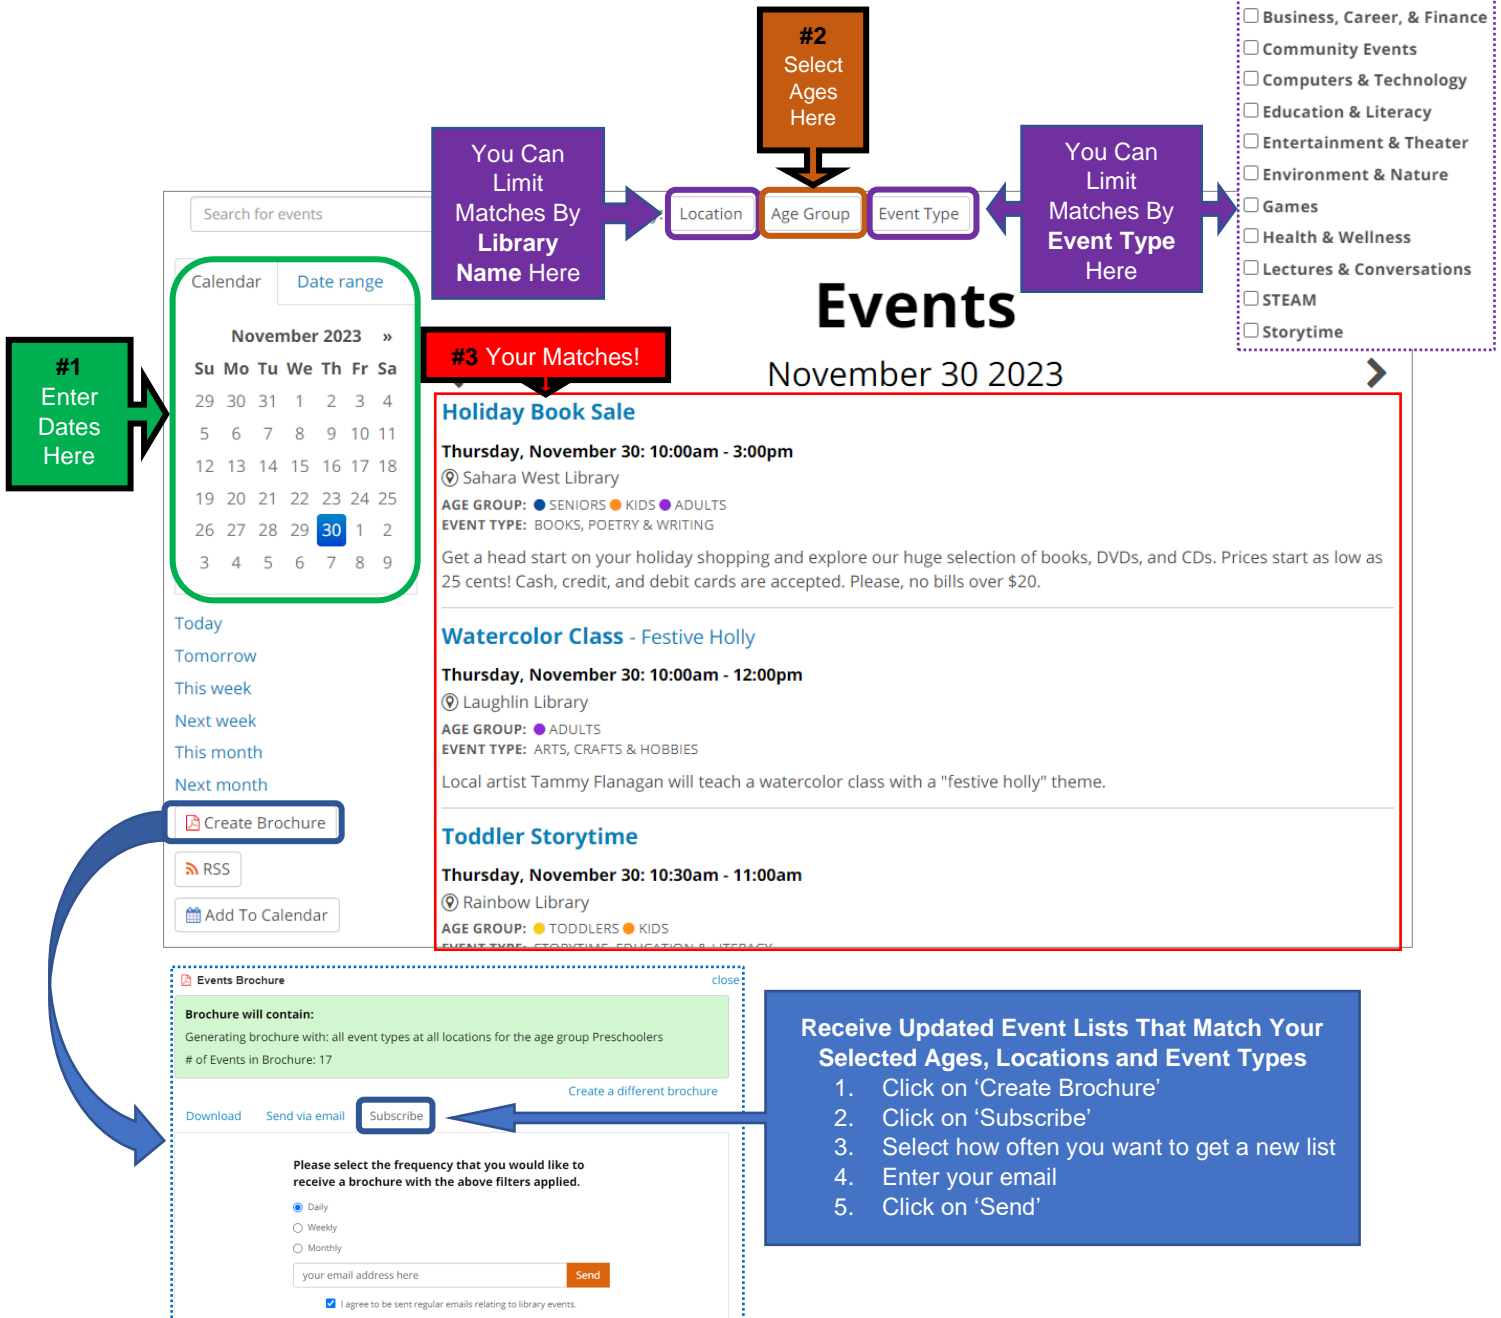 Business, Career, & Finance
Community Events
Computers & Technology
Education & Literacy
Entertainment & Theater
Environment & Nature
Games
Health & Wellness
Lectures & Conversations
STEAM
Storytime
#2
Select
Ages
Here
You Can
Limit
Matches By
Library
Name Here
You Can
Limit
Matches By
Event Type
Here
Search for events
Location
Age Group
Event Type
#1
Enter
Dates
Here
Calendar Date range
November 2023 »
Su Mo Tu We Th Fr Sa
29 30 31 1 2 3 4
5 6 7 8 9 10 11
12 13 14 15 16 17 18
19 20 21 22 23 24 25
26 27 28 29 30 1 2
3 4 5 6 7 8 9
Today
Tomorrow
This week
Next week
This month
Next month
Create Brochure
RSS
Add To Calendar
Events
#3 Your Matches!
November 30 2023
Holiday Book Sale
Thursday, November 30: 10:00am - 3:00pm
Sahara West Library
AGE GROUP: SENIORS KIDS ADULTS
EVENT TYPE: BOOKS, POETRY & WRITING
Get a head start on your holiday shopping and explore our huge selection of books, DVDs, and CDs. Prices start as low as
25 cents! Cash, credit, and debit cards are accepted. Please, no bills over $20.
Watercolor Class - Festive Holly
Thursday, November 30: 10:00am - 12:00pm
Laughlin Library
AGE GROUP: ADULTS
EVENT TYPE: ARTS, CRAFTS & HOBBIES
Local artist Tammy Flanagan will teach a watercolor class with a "festive holly" theme.
Toddler Storytime
Thursday, November 30: 10:30am - 11:00am
Rainbow Library
AGE GROUP: TODDLERS KIDS
EVENT TYPE: STORYTIME, EDUCATION & LITERACY
Events Brochure close
Brochure will contain:
Generating brochure with: all event types at all locations for the age group Preschoolers
# of Events in Brochure: 17
Create a different brochure
Download Send via email Subscribe
Please select the frequency that you would like to
receive a brochure with the above filters applied.
Daily
Weekly
Monthly
your email address here Send
I agree to be sent regular emails relating to library events.
Receive Updated Event Lists That Match Your
Selected Ages, Locations and Event Types
1. Click on ‘Create Brochure’
2. Click on ‘Subscribe’
3. Select how often you want to get a new list
4. Enter your email
5. Click on ‘Send’